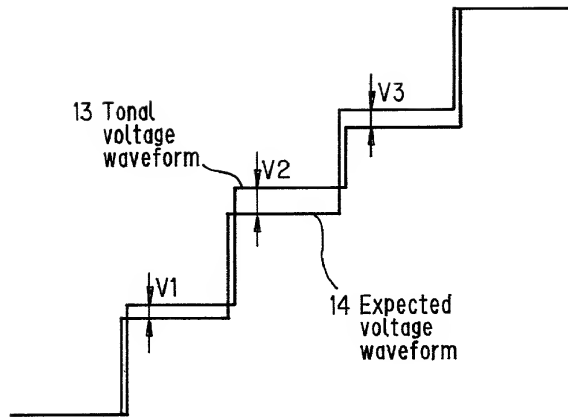 V3
13 Tonal
voltage
waveform
V2
V1
14 Expected
voltage
waveform